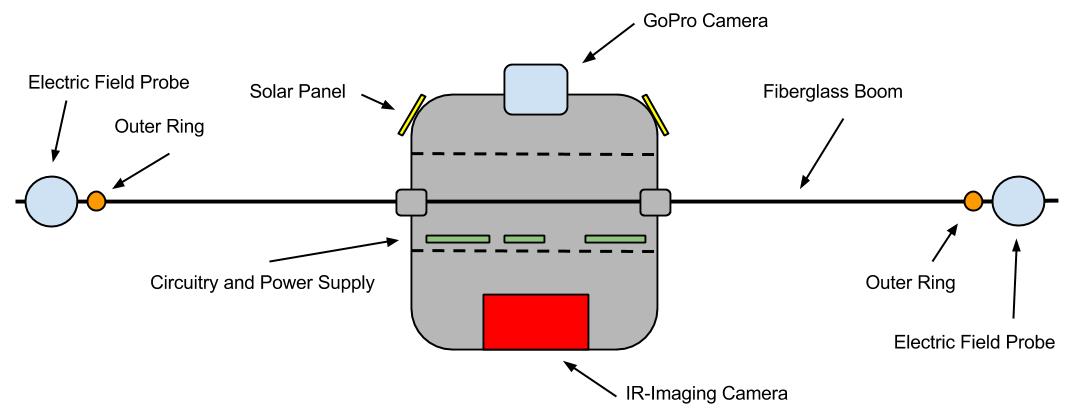 GoPro Camera
Electric Field Probe
Solar Panel
Fiberglass Boom
Outer Ring
Circuitry and Power Supply
Outer Ring
Electric Field Probe
IR-Imaging Camera